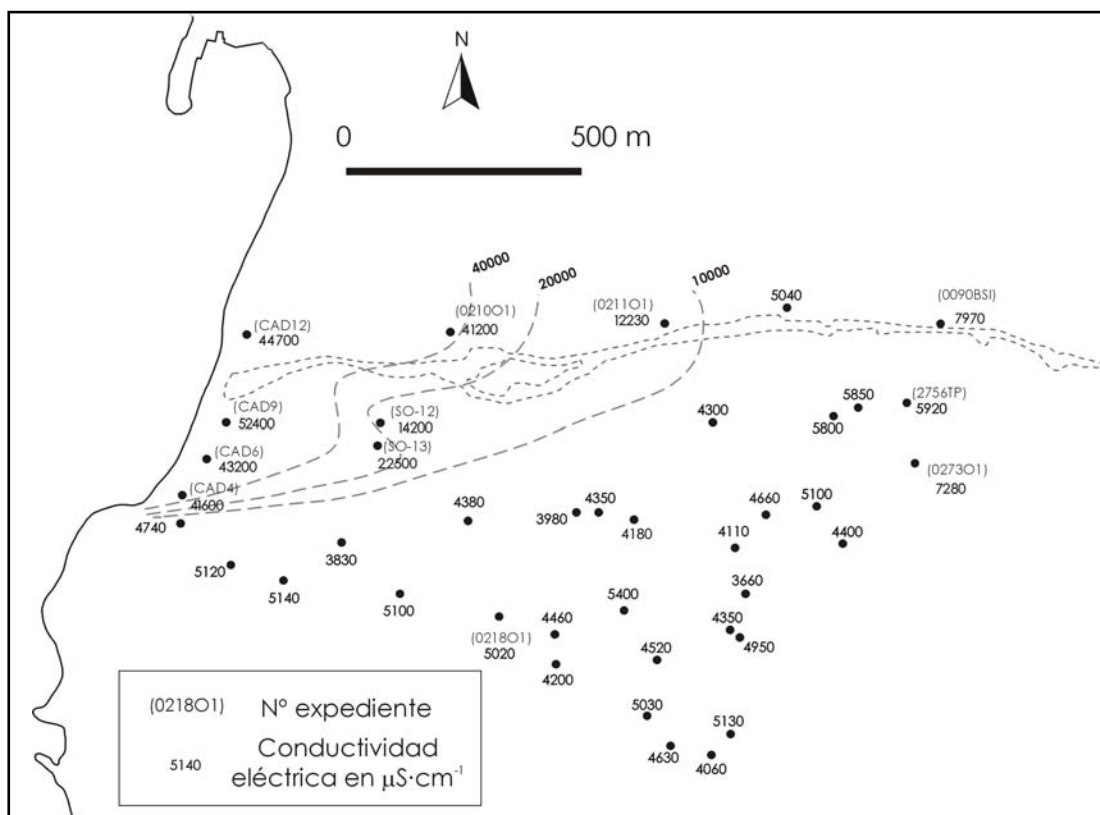 N
0 500 m
40000
20000
10000
(0210O1)
41200
(0211O1)
12230
5040
(0090BSI)
7970
(CAD12)
44700
(CAD9)
52400
(SO-12)
14200
(SO-13)
22500
(CAD6)
43200
(CAD4)
41600
4740
4300
5850
5800
(2756TP)
5920
(0273O1)
7280
4380
3980
4350
4180
4660
5100
4110
4400
3830
5120
5140
5100
3660
5400
4350
4950
(0218O1)
5020
4460
4200
4520
5030
5130
4630
4060
(0218O1) Nº expediente
5140 Conductividad
eléctrica en µS·cm⁻¹